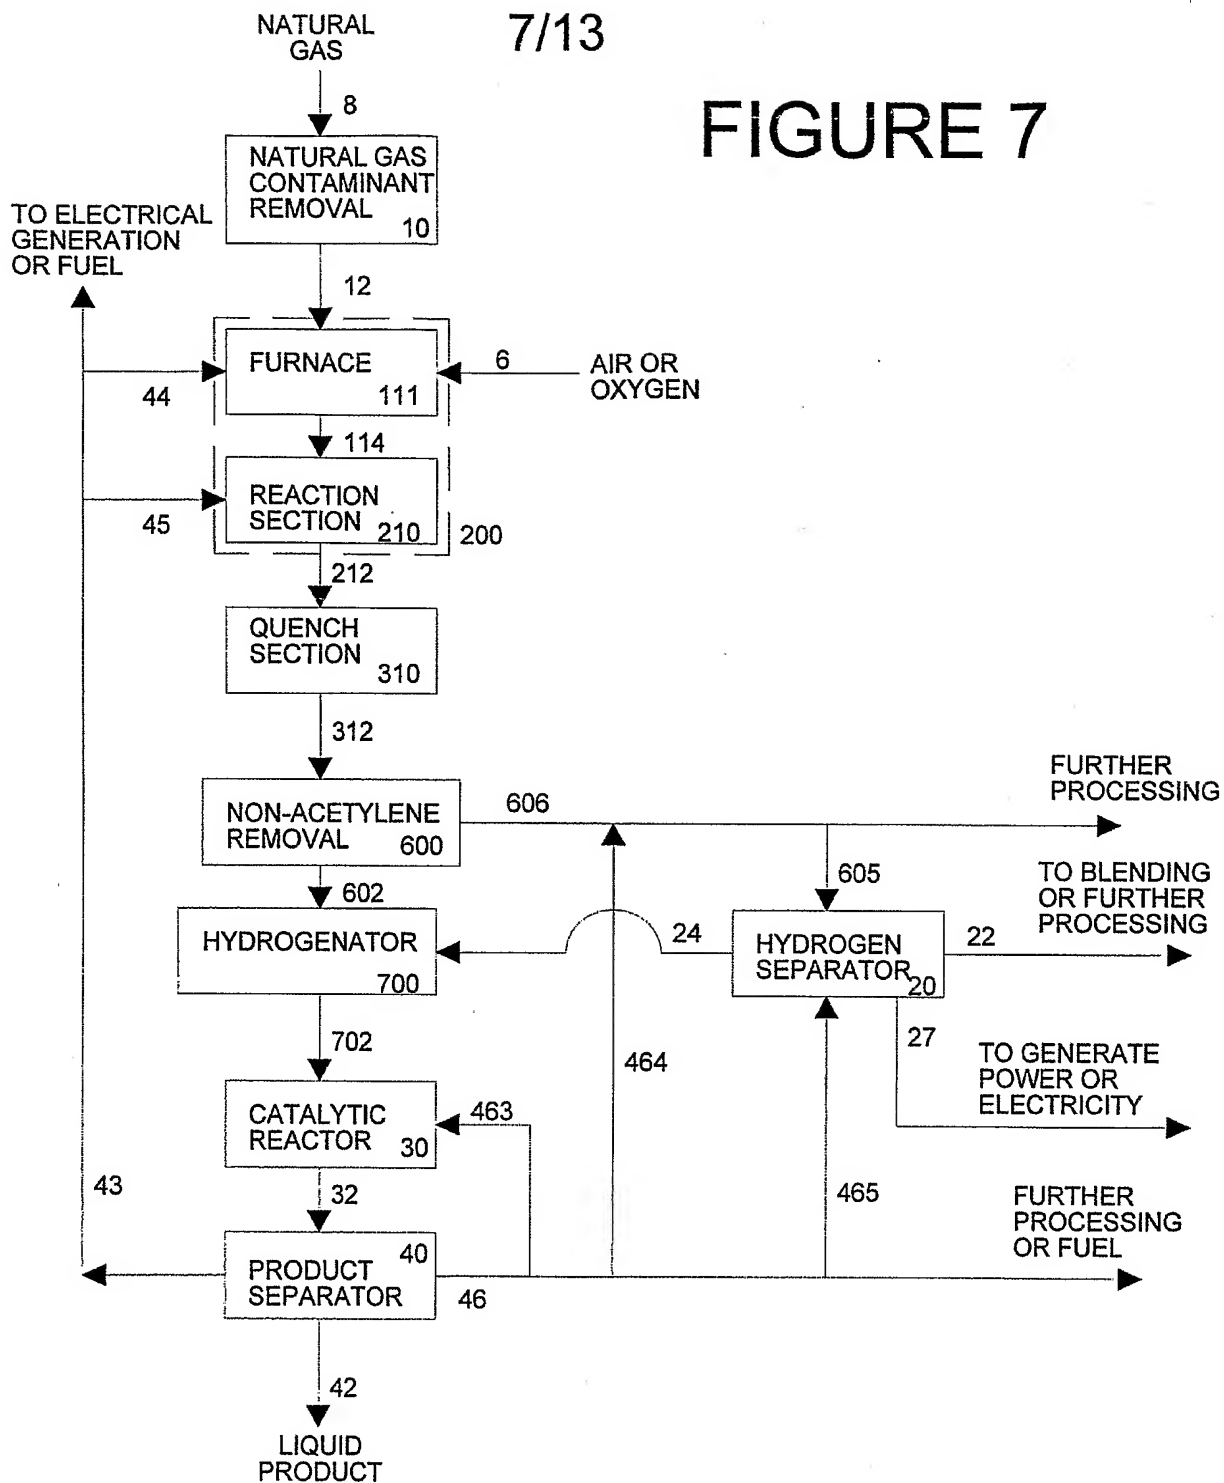 7/13
FIGURE 7
NATURAL
GAS
8
NATURAL GAS
CONTAMINANT
REMOVAL
10
TO ELECTRICAL
GENERATION
OR FUEL
12
FURNACE
111
6
AIR OR
OXYGEN
44
114
REACTION
SECTION
210
200
45
212
QUENCH
SECTION
310
312
NON-ACETYLENE
REMOVAL
600
606
FURTHER
PROCESSING
602
605
TO BLENDING
OR FURTHER
PROCESSING
HYDROGENATOR
700
24
HYDROGEN
SEPARATOR
20
22
702
464
27
TO GENERATE
POWER OR
ELECTRICITY
CATALYTIC
REACTOR
30
463
43
32
465
FURTHER
PROCESSING
OR FUEL
40
PRODUCT
SEPARATOR
46
42
LIQUID
PRODUCT